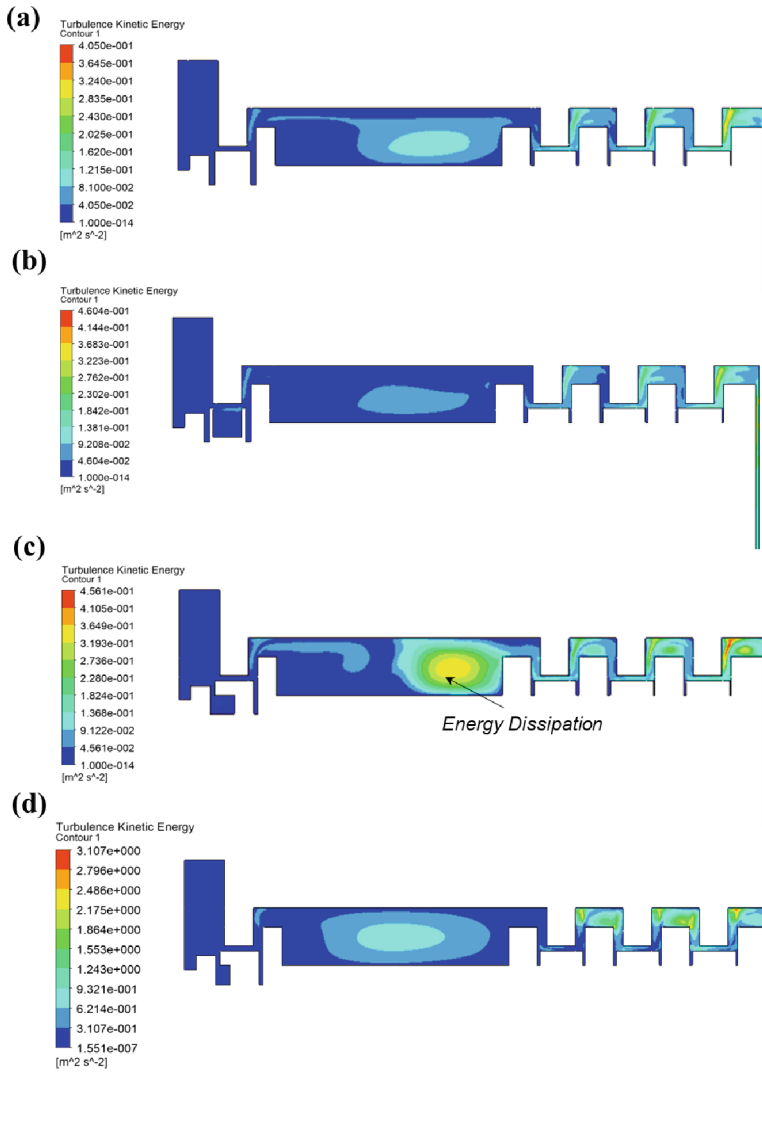 (a)
Turbulence Kinetic Energy
Contour 1
4.050e-001
3.645e-001
3.240e-001
2.835e-001
2.430e-001
2.025e-001
1.620e-001
1.215e-001
8.100e-002
4.050e-002
1.000e-014
[m^2 s^-2]
(b)
Turbulence Kinetic Energy
Contour 1
4.604e-001
4.144e-001
3.683e-001
3.223e-001
2.762e-001
2.302e-001
1.842e-001
1.381e-001
9.208e-002
4.604e-002
1.000e-014
[m^2 s^-2]
(c)
Turbulence Kinetic Energy
Contour 1
4.561e-001
4.105e-001
3.649e-001
3.193e-001
2.736e-001
2.280e-001
1.824e-001
1.368e-001
9.122e-002
4.561e-002
1.000e-014
[m^2 s^-2]
Energy Dissipation
(d)
Turbulence Kinetic Energy
Contour 1
3.107e+000
2.796e+000
2.486e+000
2.175e+000
1.864e+000
1.553e+000
1.243e+000
9.321e-001
6.214e-001
3.107e-001
1.551e-007
[m^2 s^-2]